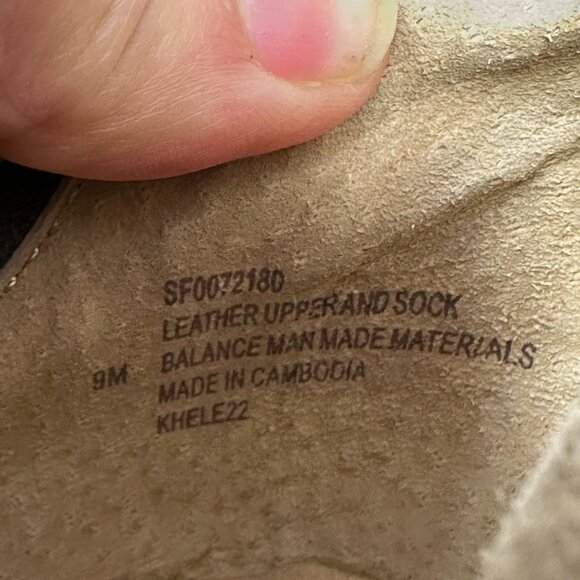 SF0072180
LEATHER UPPER AND SOCK
BALANCE MAN MADE MATERIALS
9M
MADE IN CAMBODIA
KHELE22